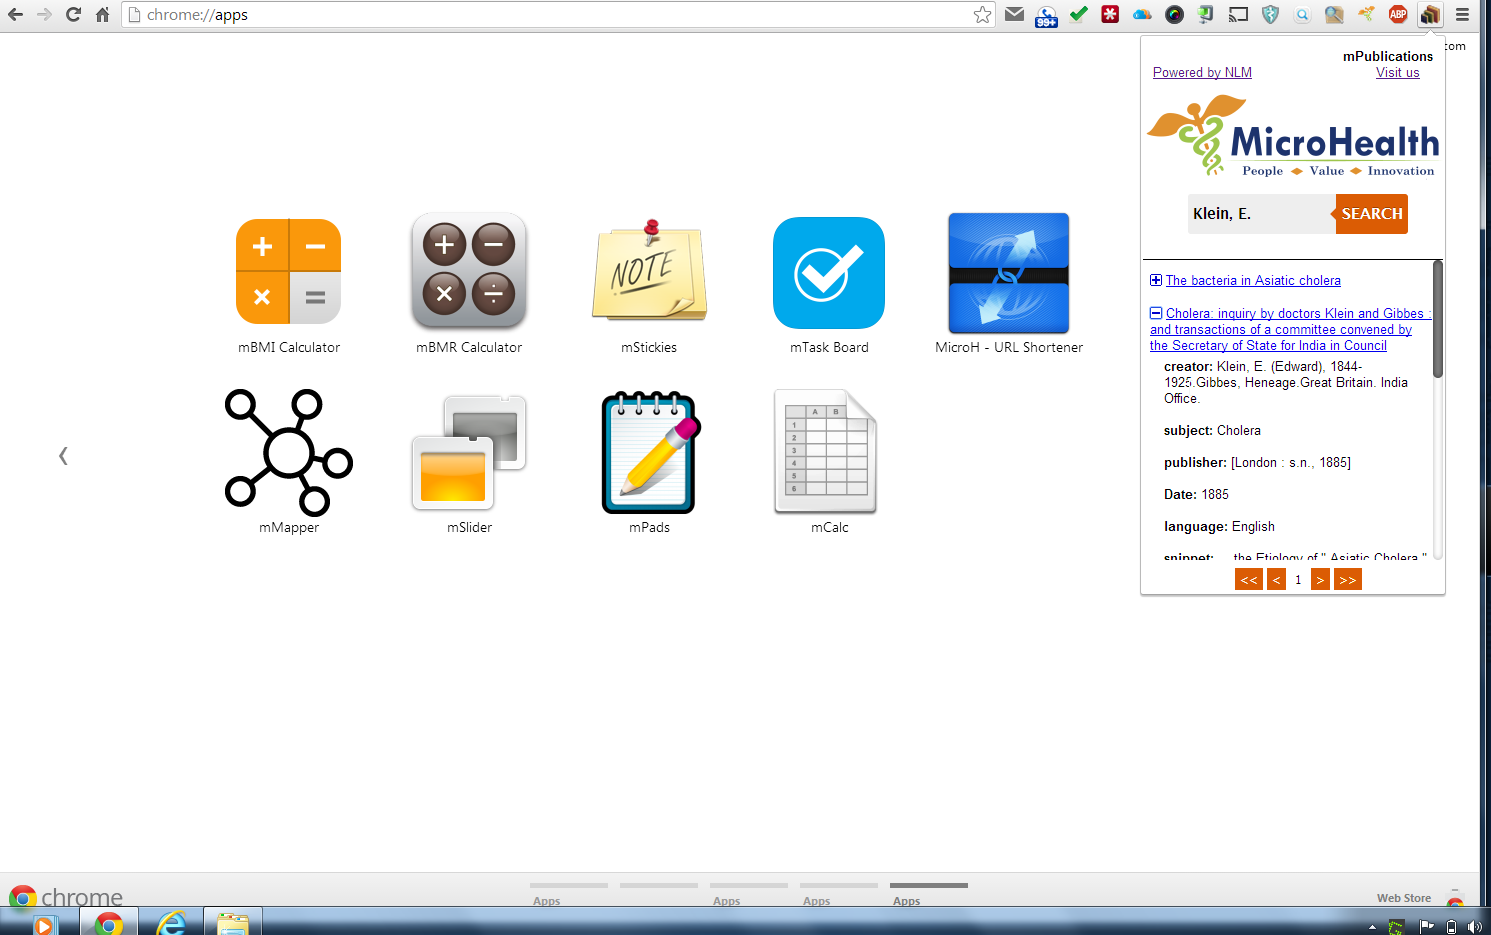 chrome://apps
99+
ABP
com
mPublications
Powered by NLM
Visit us
MicroHealth
People Value Innovation
Klein, E.
SEARCH
The bacteria in Asiatic cholera
Cholera: inquiry by doctors Klein and Gibbes :
and transactions of a committee convened by
the Secretary of State for India in Council
creator: Klein, E. (Edward), 1844-
1925.Gibbes, Heneage.Great Britain. India
Office.
subject: Cholera
publisher: [London : s.n., 1885]
Date: 1885
language: English
snippet: ... the Etiology of " Asiatic Cholera "
<< < 1 > >>
NOTE
mBMI Calculator
mBMR Calculator
mStickies
mTask Board
MicroH - URL Shortener
A B
1
2
3
4
5
6
mMapper
mSlider
mPads
mCalc
chrome
Apps
Apps
Apps
Apps
Web Store